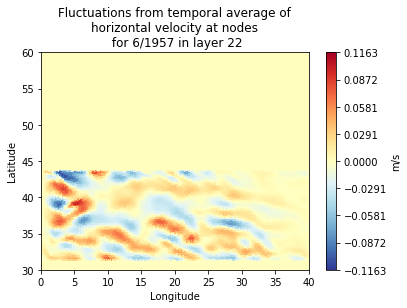 Fluctuations from temporal average of
horizontal velocity at nodes
for 6/1957 in layer 22
60
55
50
45
40
35
30
Latitude
0 5 10 15 20 25 30 35 40
Longitude
0.1163
0.0872
0.0581
0.0291
0.0000
−0.0291
−0.0581
−0.0872
−0.1163
m/s